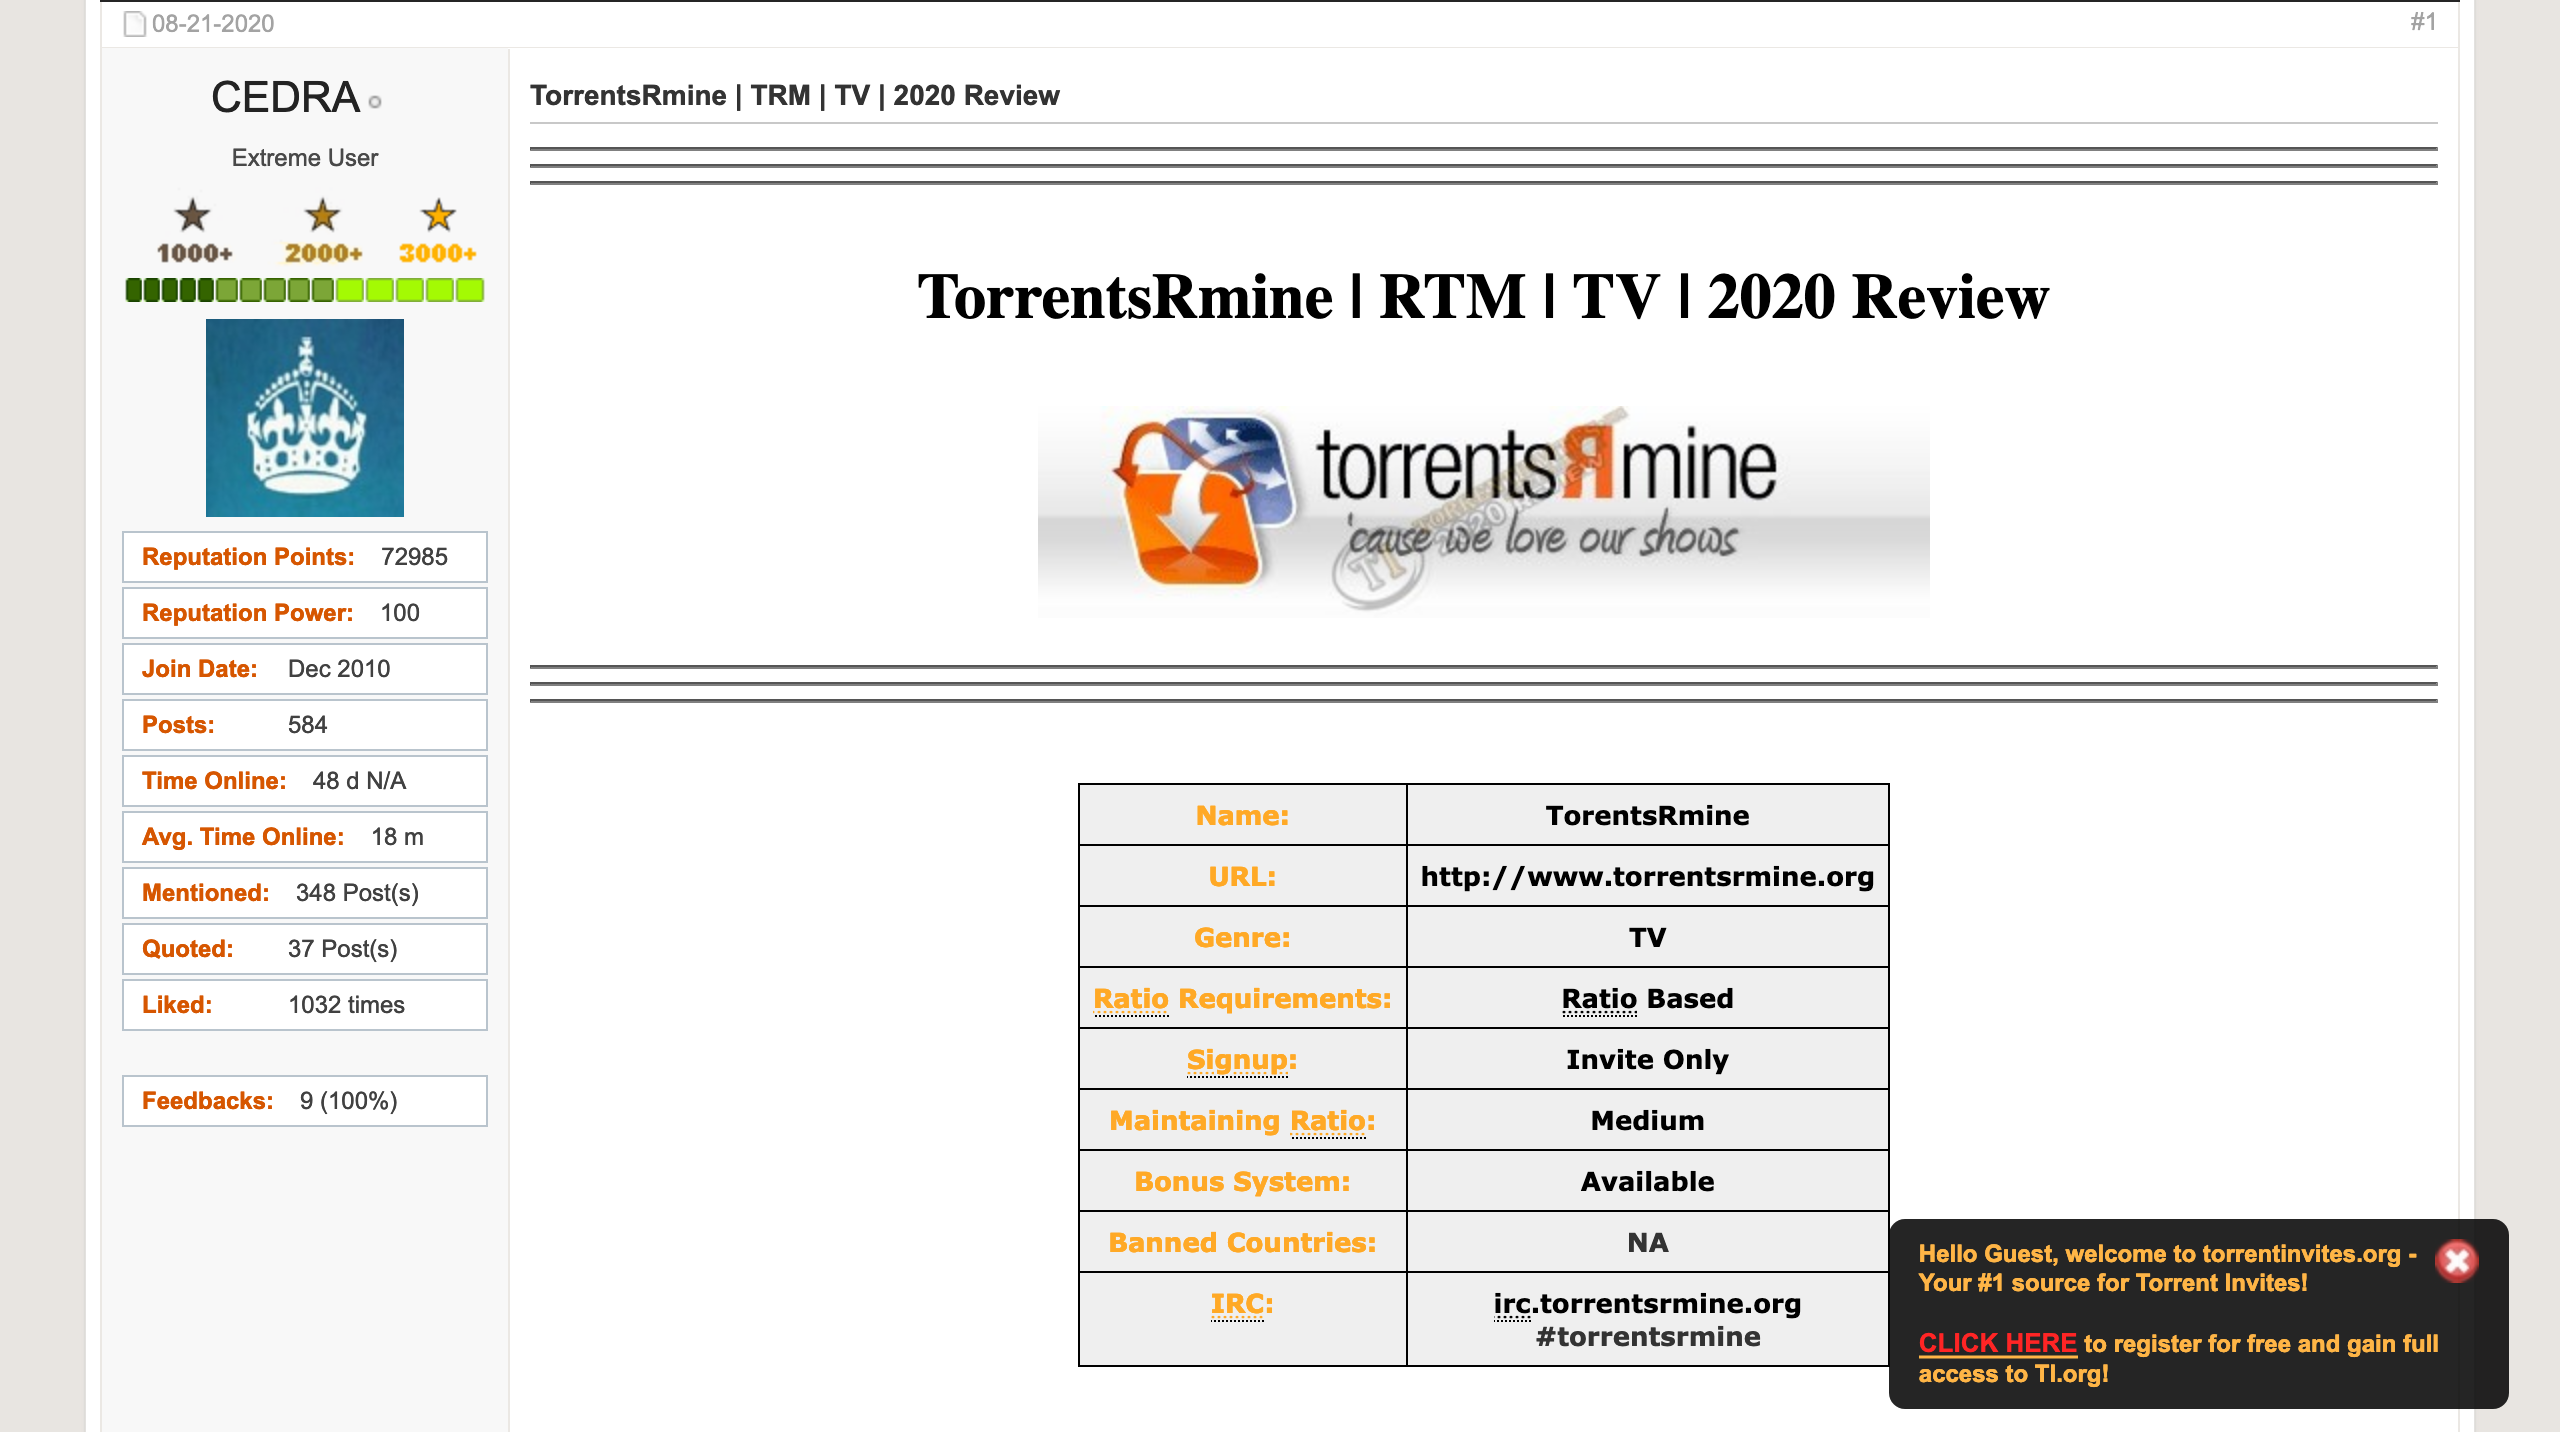 08-21-2020
#1
CEDRA
Extreme User
1000+ 2000+ 3000+
Reputation Points: 72985
Reputation Power: 100
Join Date: Dec 2010
Posts: 584
Time Online: 48 d N/A
Avg. Time Online: 18 m
Mentioned: 348 Post(s)
Quoted: 37 Post(s)
Liked: 1032 times
Feedbacks: 9 (100%)
TorrentsRmine | TRM | TV | 2020 Review
TorrentsRmine | RTM | TV | 2020 Review
torrentsRmine
'cause we love our shows
TI
2020 REVIEW
Name: TorentsRmine
URL: http://www.torrentsrmine.org
Genre: TV
Ratio Requirements: Ratio Based
Signup: Invite Only
Maintaining Ratio: Medium
Bonus System: Available
Banned Countries: NA
IRC: irc.torrentsrmine.org
#torrentsrmine
Hello Guest, welcome to torrentinvites.org -
Your #1 source for Torrent Invites!
CLICK HERE to register for free and gain full
access to TI.org!